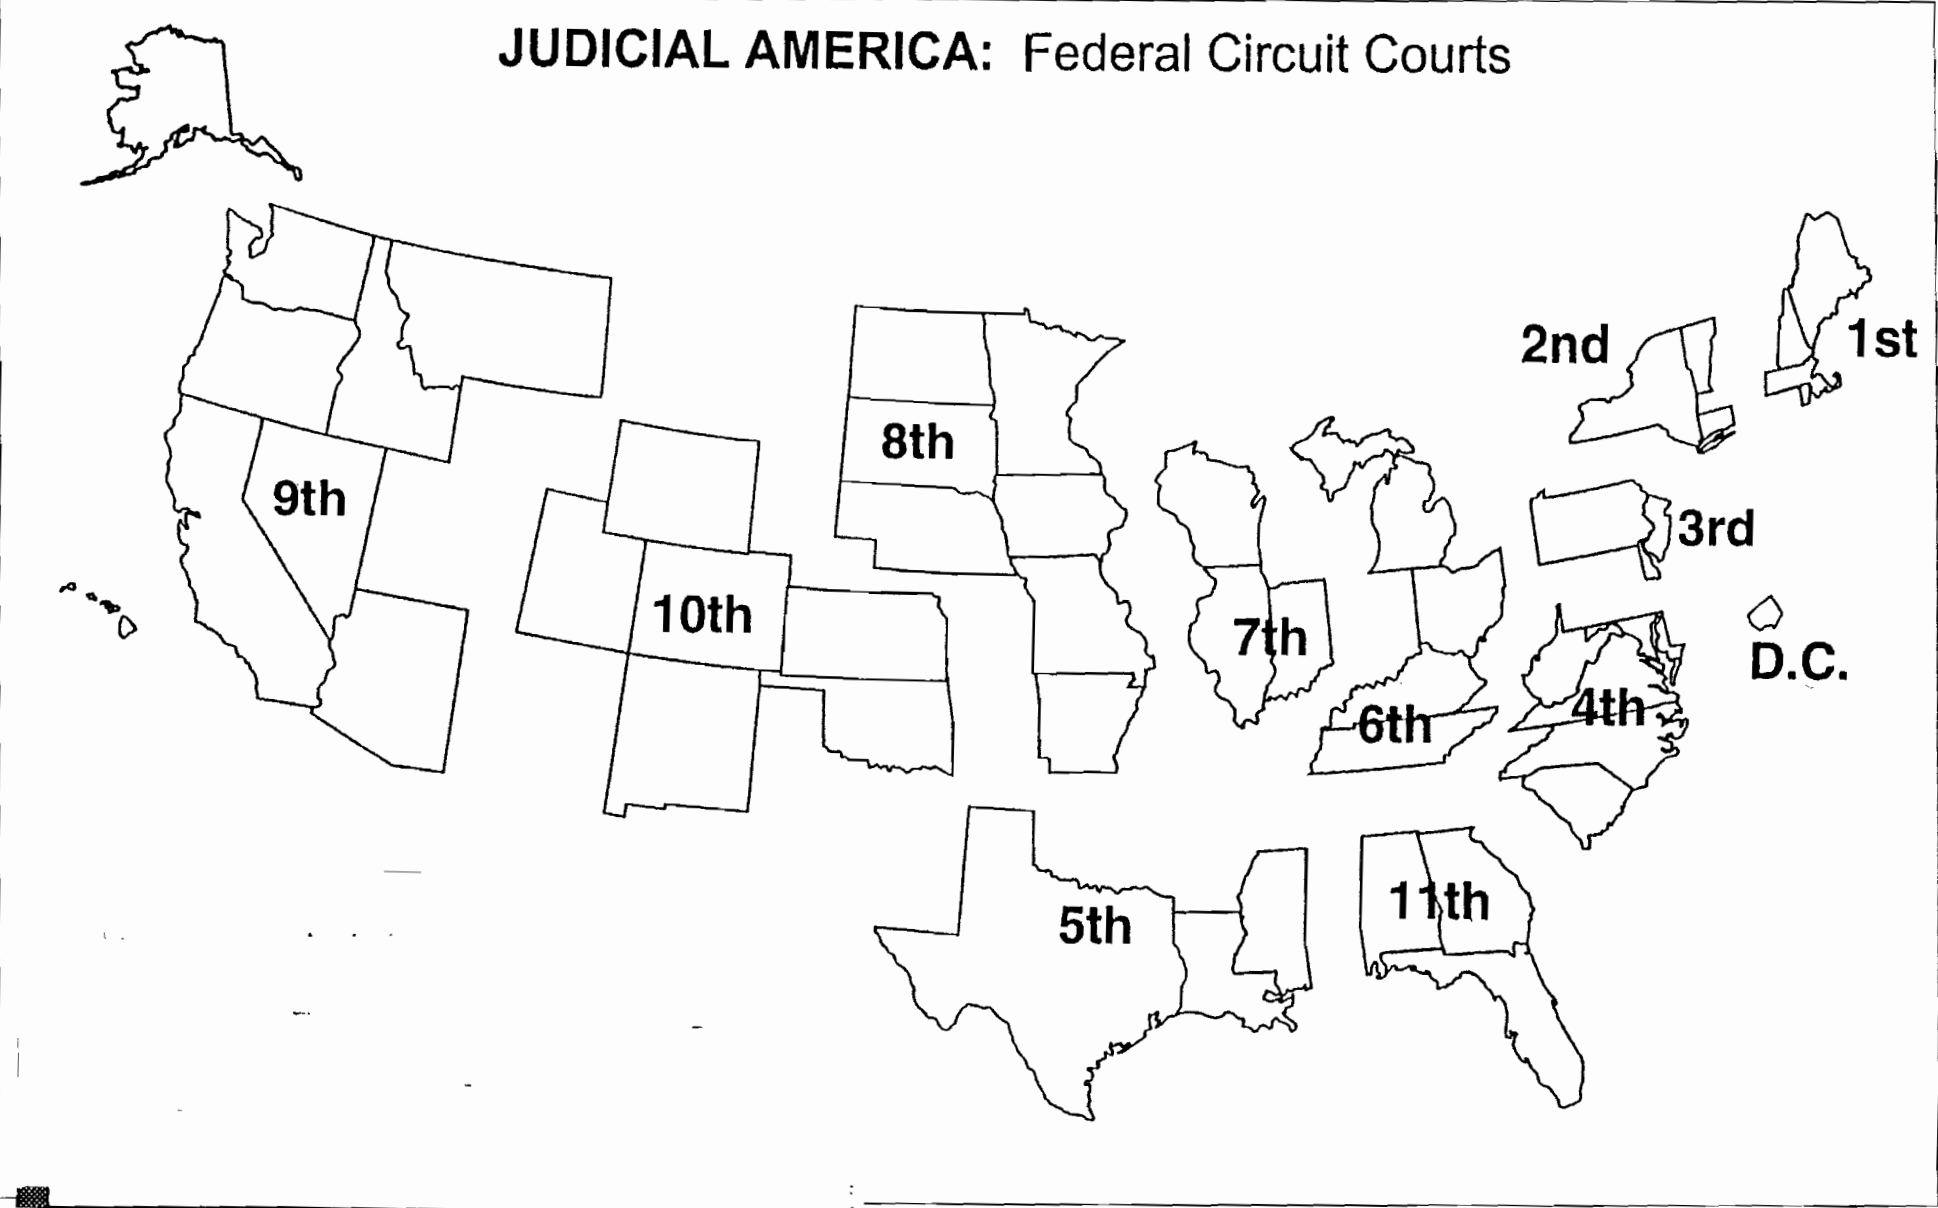 JUDICIAL AMERICA: Federal Circuit Courts
2nd
1st
8th
9th
3rd
10th
7th
D.C.
4th
6th
11th
5th